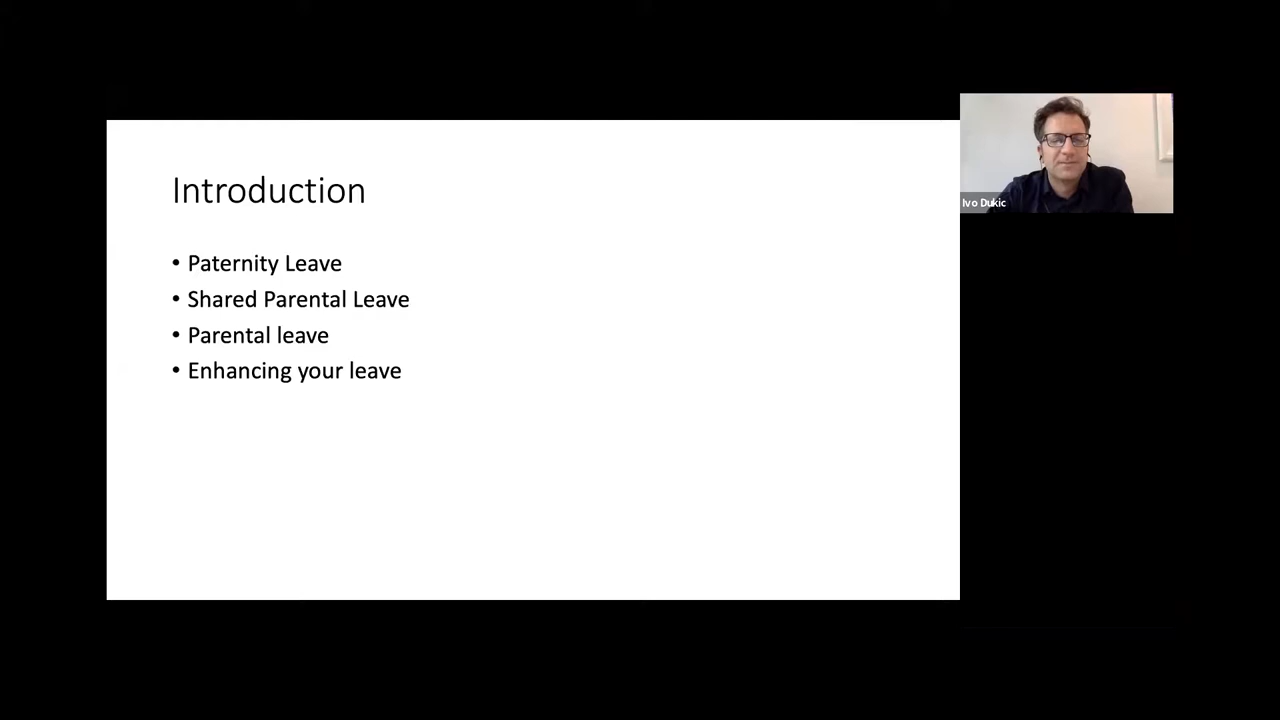 Introduction
• Paternity Leave
• Shared Parental Leave
• Parental leave
• Enhancing your leave
Ivo Dukic